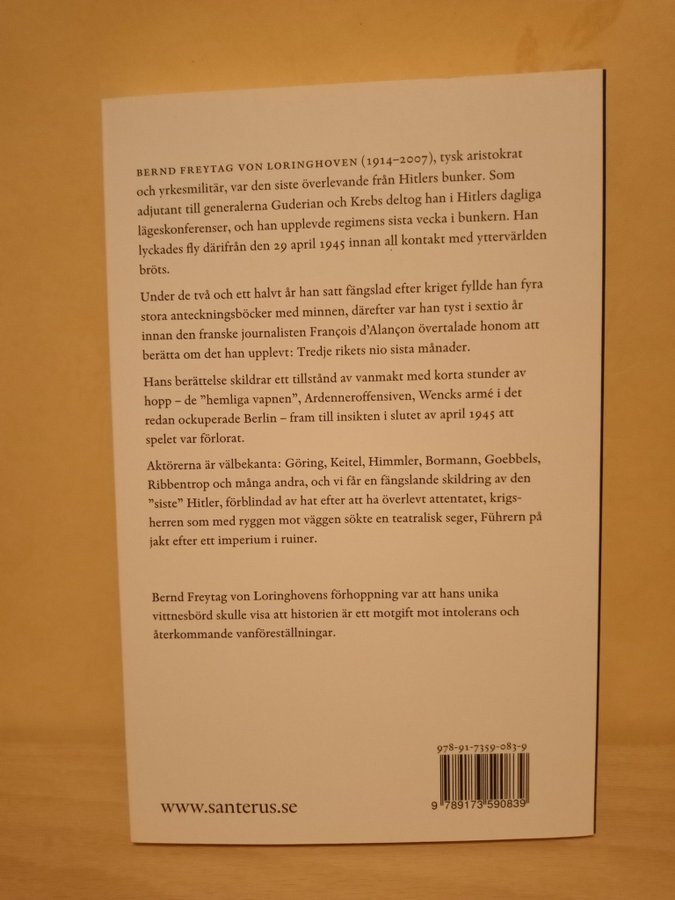 BERND FREYTAG VON LORINGHOVEN (1914–2007), tysk aristokrat
och yrkesmilitär, var den siste överlevande från Hitlers bunker. Som
adjutant till generalerna Guderian och Krebs deltog han i Hitlers dagliga
lägeskonferenser, och han upplevde regimens sista vecka i bunkern. Han
lyckades fly därifrån den 29 april 1945 innan all kontakt med yttervärlden
bröts.
Under de två och ett halvt år han satt fängslad efter kriget fyllde han fyra
stora anteckningsböcker med minnen, därefter var han tyst i sextio år
innan den franske journalisten François d'Alançon övertalade honom att
berätta om det han upplevt: Tredje rikets nio sista månader.
Hans berättelse skildrar ett tillstånd av vanmakt med korta stunder av
hopp – de ”hemliga vapnen”, Ardenneroffensiven, Wencks armé i det
redan ockuperade Berlin – fram till insikten i slutet av april 1945 att
spelet var förlorat.
Aktörerna är välbekanta: Göring, Keitel, Himmler, Bormann, Goebbels,
Ribbentrop och många andra, och vi får en fängslande skildring av den
”siste” Hitler, förblindad av hat efter att ha överlevt attentatet, krigs-
herren som med ryggen mot väggen sökte en teatralisk seger, Führern på
jakt efter ett imperium i ruiner.
Bernd Freytag von Loringhovens förhoppning var att hans unika
vittnesbörd skulle visa att historien är ett motgift mot intolerans och
återkommande vanföreställningar.
978-91-7359-083-9
9 789173 590839
www.santerus.se